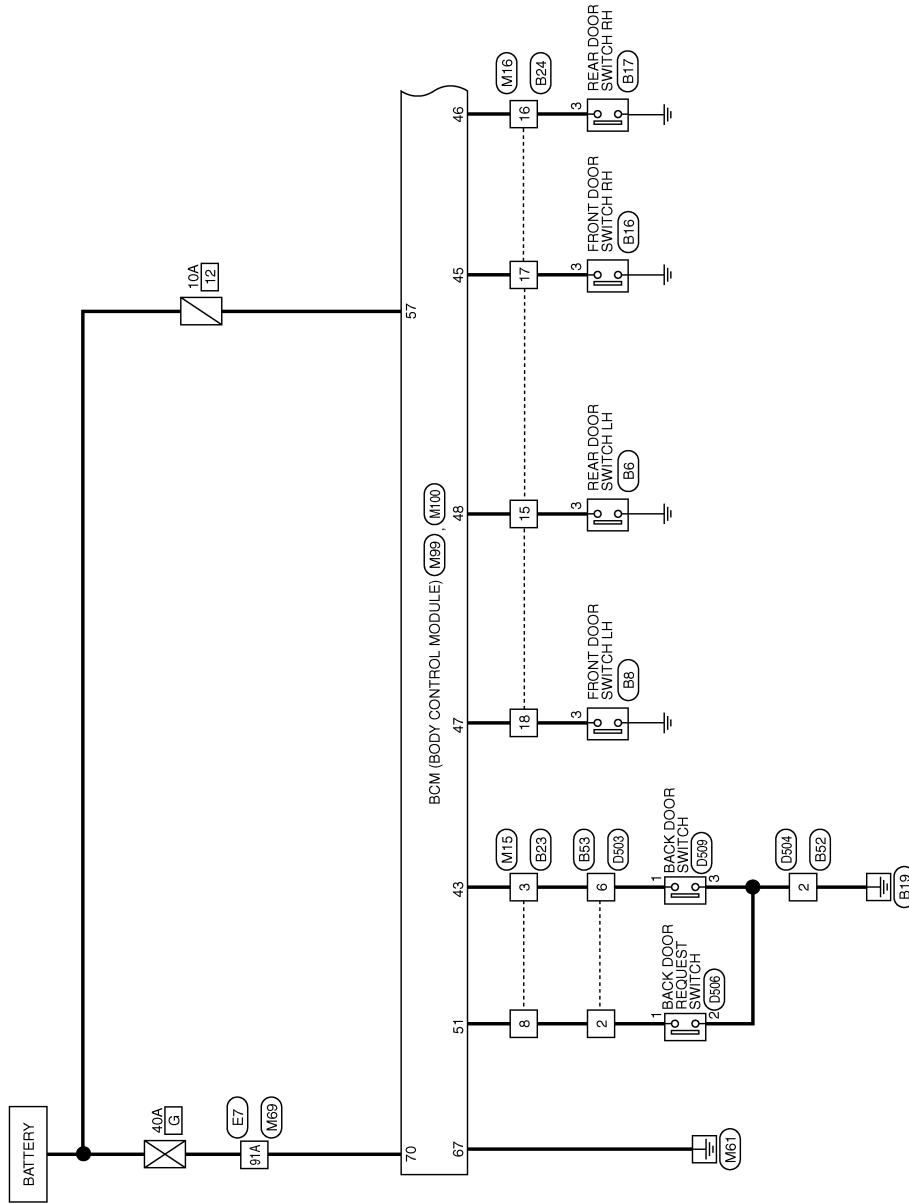 BATTERY
40A
G
E7
91A
M69
10A
12
70
57
BCM (BODY CONTROL MODULE) M99 , M100
67
51
43
47
48
45
46
M61
8
3
M15
B23
2
6
B53
D503
1
BACK DOOR
REQUEST
SWITCH
D506
2
1
BACK DOOR
SWITCH
D509
3
2
D504
B52
B19
18
15
17
16
M16
B24
3
FRONT DOOR
SWITCH LH
B8
3
REAR DOOR
SWITCH LH
B6
3
FRONT DOOR
SWITCH RH
B16
3
REAR DOOR
SWITCH RH
B17